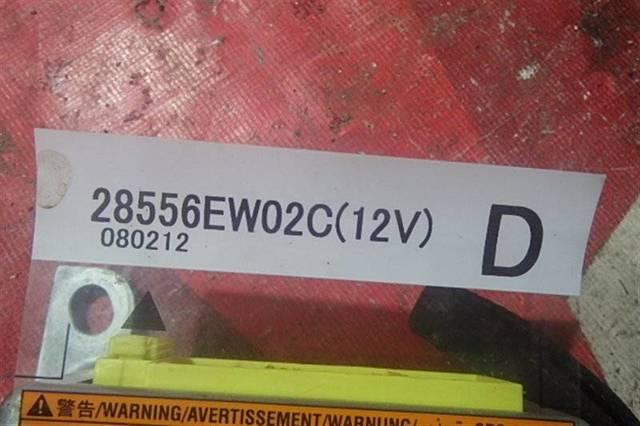 28556EW02C(12V)
080212
D
警告/WARNING/AVERTISSEMENT/WARNUNG/